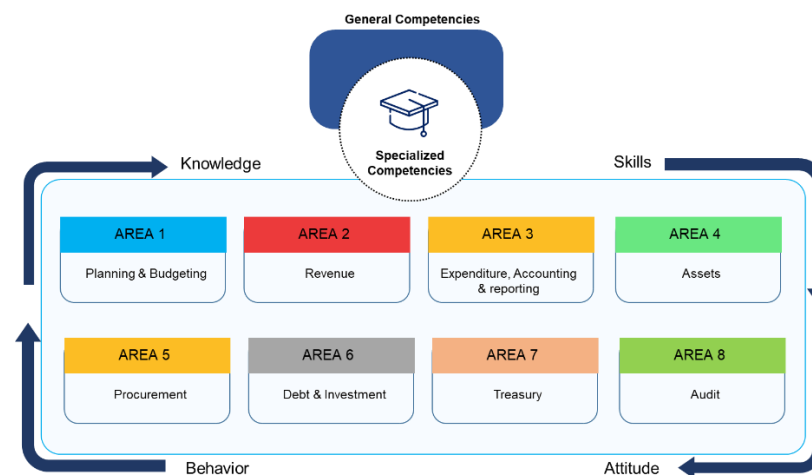 General Competencies
Specialized
Competencies
Knowledge
Skills
AREA 1
AREA 2
AREA 3
AREA 4
Planning & Budgeting
Revenue
Expenditure, Accounting
& reporting
Assets
AREA 5
AREA 6
AREA 7
AREA 8
Procurement
Debt & Investment
Treasury
Audit
Behavior
Attitude